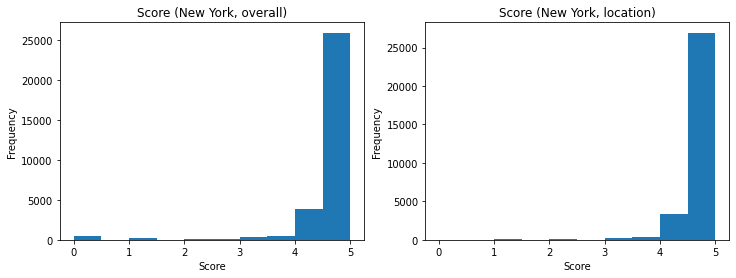 Score (New York, overall)
Frequency
25000
20000
15000
10000
5000
0
0 1 2 3 4 5
Score
Score (New York, location)
Frequency
25000
20000
15000
10000
5000
0
0 1 2 3 4 5
Score